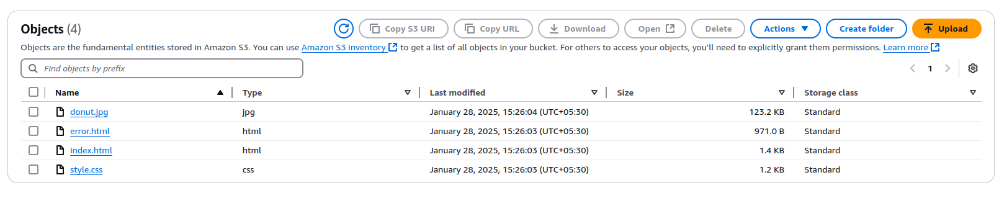 Objects (4)
Copy S3 URI
Copy URL
Download
Open
Delete
Actions
Create folder
Upload
Objects are the fundamental entities stored in Amazon S3. You can use Amazon S3 inventory to get a list of all objects in your bucket. For others to access your objects, you'll need to explicitly grant them permissions. Learn more
Find objects by prefix
1
Name Type Last modified Size Storage class
donut.jpg jpg January 28, 2025, 15:26:04 (UTC+05:30) 123.2 KB Standard
error.html html January 28, 2025, 15:26:03 (UTC+05:30) 971.0 B Standard
index.html html January 28, 2025, 15:26:03 (UTC+05:30) 1.4 KB Standard
style.css css January 28, 2025, 15:26:03 (UTC+05:30) 1.2 KB Standard